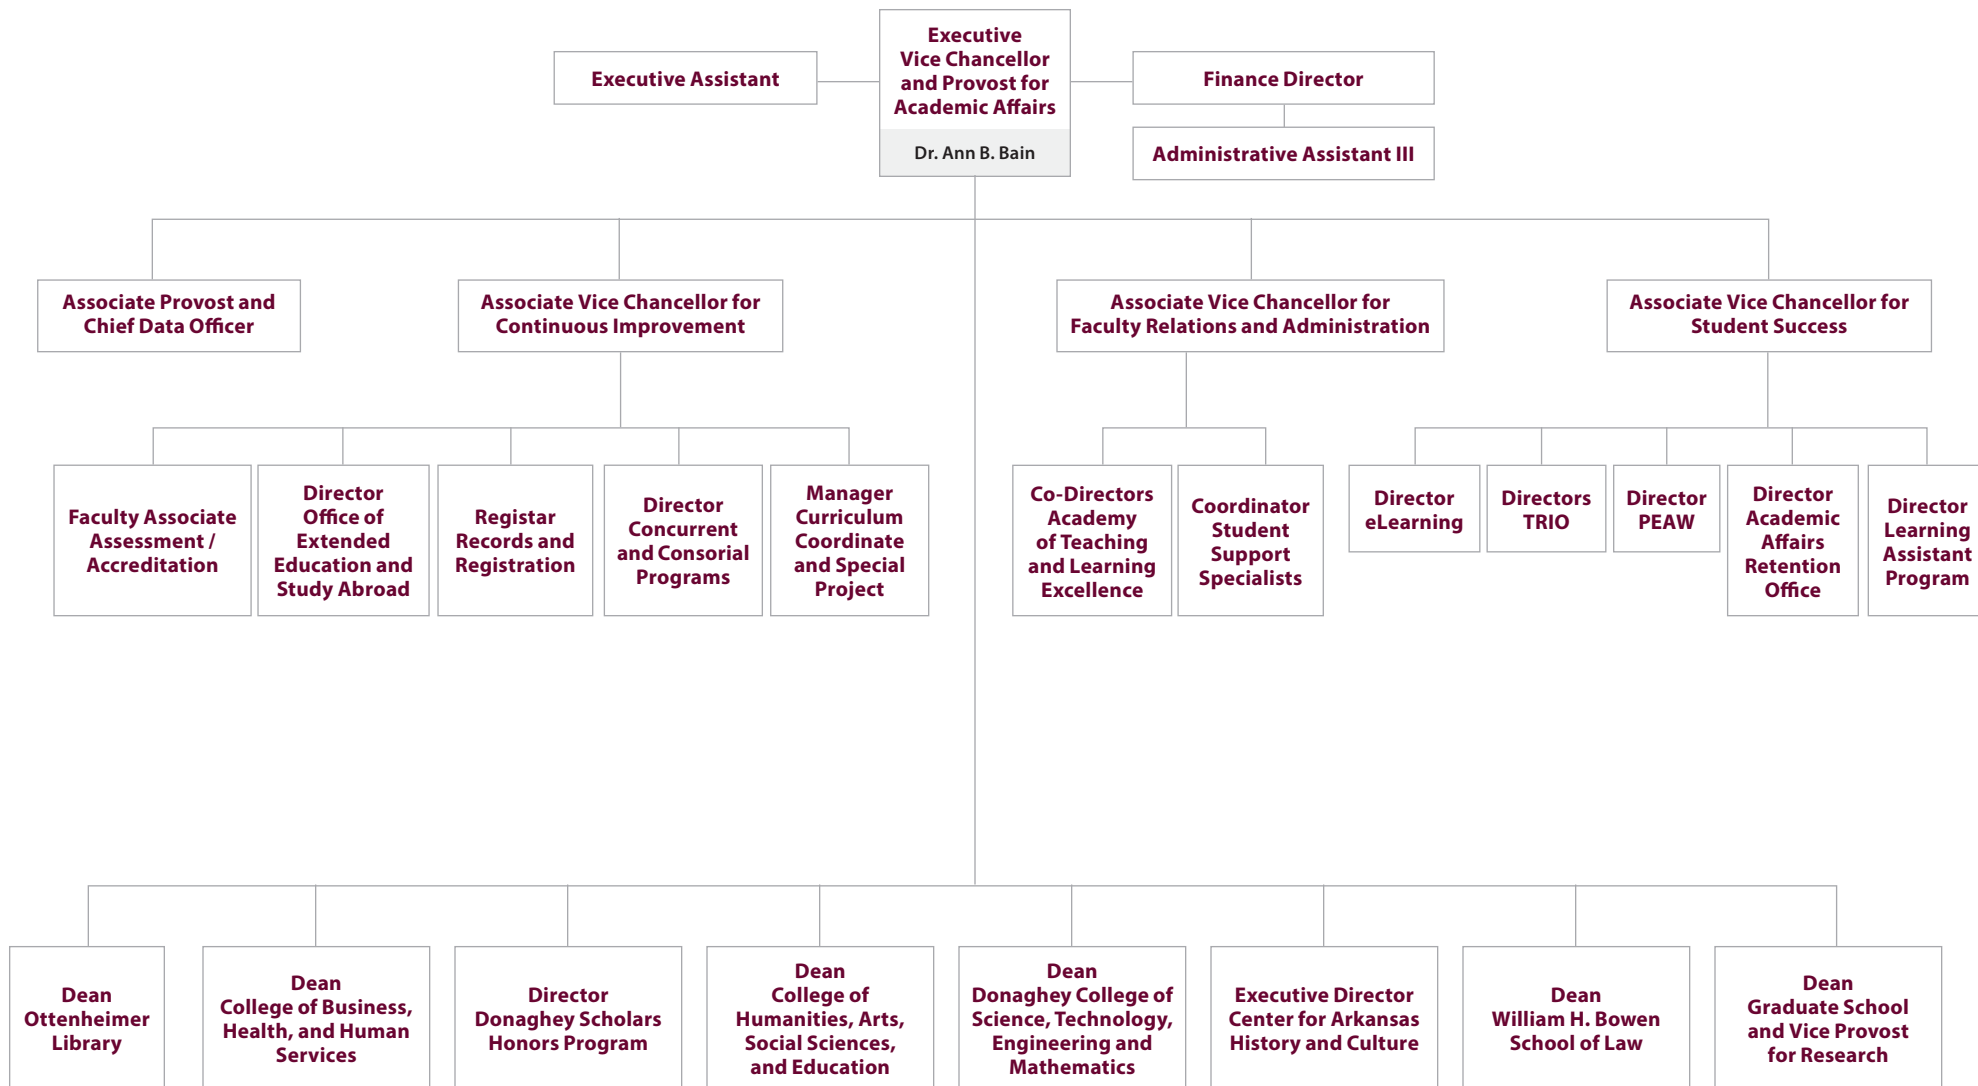 Executive
Vice Chancellor
and Provost for
Academic Affairs
Dr. Ann B. Bain
Executive Assistant
Finance Director
Administrative Assistant III
Associate Provost and
Chief Data Officer
Associate Vice Chancellor for
Continuous Improvement
Associate Vice Chancellor for
Faculty Relations and Administration
Associate Vice Chancellor for
Student Success
Faculty Associate
Assessment /
Accreditation
Director
Office of
Extended
Education and
Study Abroad
Registar
Records and
Registration
Director
Concurrent
and Consorial
Programs
Manager
Curriculum
Coordinate
and Special
Project
Co-Directors
Academy
of Teaching
and Learning
Excellence
Coordinator
Student
Support
Specialists
Director
eLearning
Directors
TRIO
Director
PEAW
Director
Academic
Affairs
Retention
Office
Director
Learning
Assistant
Program
Dean
Ottenheimer
Library
Dean
College of Business,
Health, and Human
Services
Director
Donaghey Scholars
Honors Program
Dean
College of
Humanities, Arts,
Social Sciences,
and Education
Dean
Donaghey College of
Science, Technology,
Engineering and
Mathematics
Executive Director
Center for Arkansas
History and Culture
Dean
William H. Bowen
School of Law
Dean
Graduate School
and Vice Provost
for Research